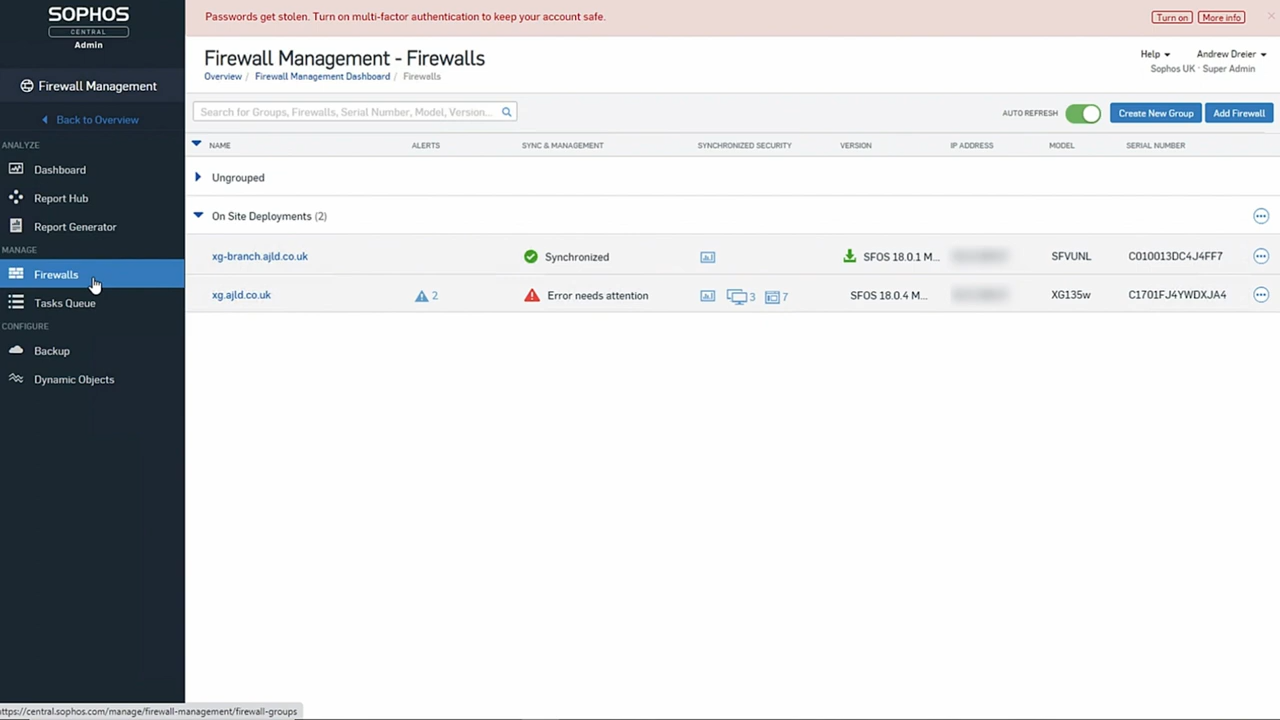 Passwords get stolen. Turn on multi-factor authentication to keep your account safe.
Turn on
More info
SOPHOS
CENTRAL
Admin
Firewall Management
Back to Overview
ANALYZE
Dashboard
Report Hub
Report Generator
MANAGE
Firewalls
Tasks Queue
CONFIGURE
Backup
Dynamic Objects
Firewall Management - Firewalls
Overview / Firewall Management Dashboard / Firewalls
Help
Andrew Dreier
Sophos UK · Super Admin
Search for Groups, Firewalls, Serial Number, Model, Version...
AUTO REFRESH
Create New Group
Add Firewall
NAME ALERTS SYNC & MANAGEMENT SYNCHRONIZED SECURITY VERSION IP ADDRESS MODEL SERIAL NUMBER
Ungrouped
On Site Deployments (2)
xg-branch.ajld.co.uk Synchronized SFOS 18.0.1 M... SFVUNL C010013DC4J4FF7
xg.ajld.co.uk 2 Error needs attention 3 7 SFOS 18.0.4 M... XG135w C1701FJ4YWDXJA4
https://central.sophos.com/manage/firewall-management/firewall-groups